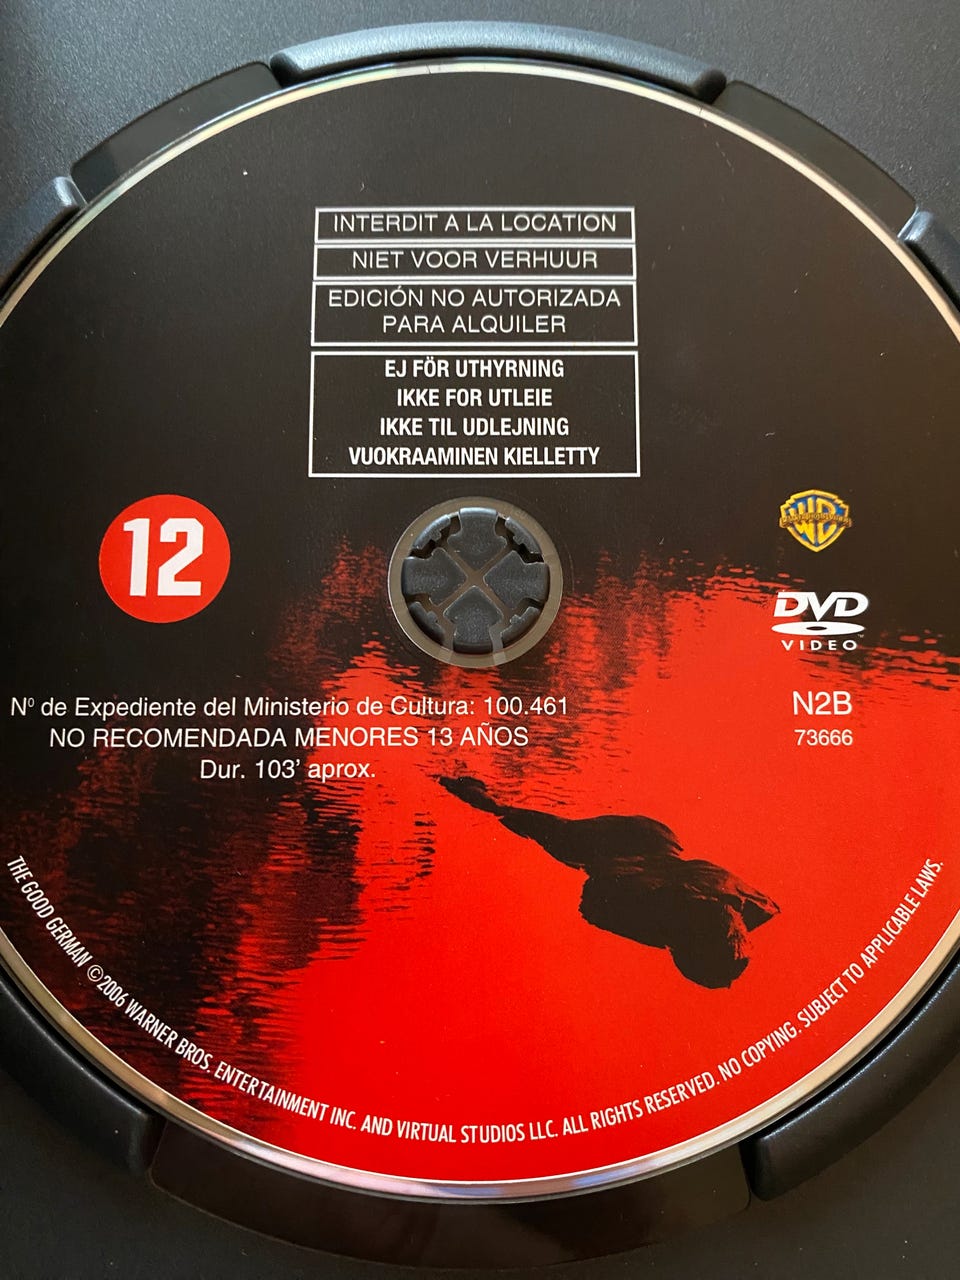 INTERDIT A LA LOCATION
NIET VOOR VERHUUR
EDICIÓN NO AUTORIZADA
PARA ALQUILER
EJ FÖR UTHYRNING
IKKE FOR UTLEIE
IKKE TIL UDLEJNING
VUOKRAAMINEN KIELLETTY
12
WB
DVD
VIDEO
Nº de Expediente del Ministerio de Cultura: 100.461
NO RECOMENDADA MENORES 13 AÑOS
Dur. 103' aprox.
N2B
73666
THE GOOD GERMAN ©2006 WARNER BROS. ENTERTAINMENT INC. AND VIRTUAL STUDIOS LLC. ALL RIGHTS RESERVED. NO COPYING. SUBJECT TO APPLICABLE LAWS.